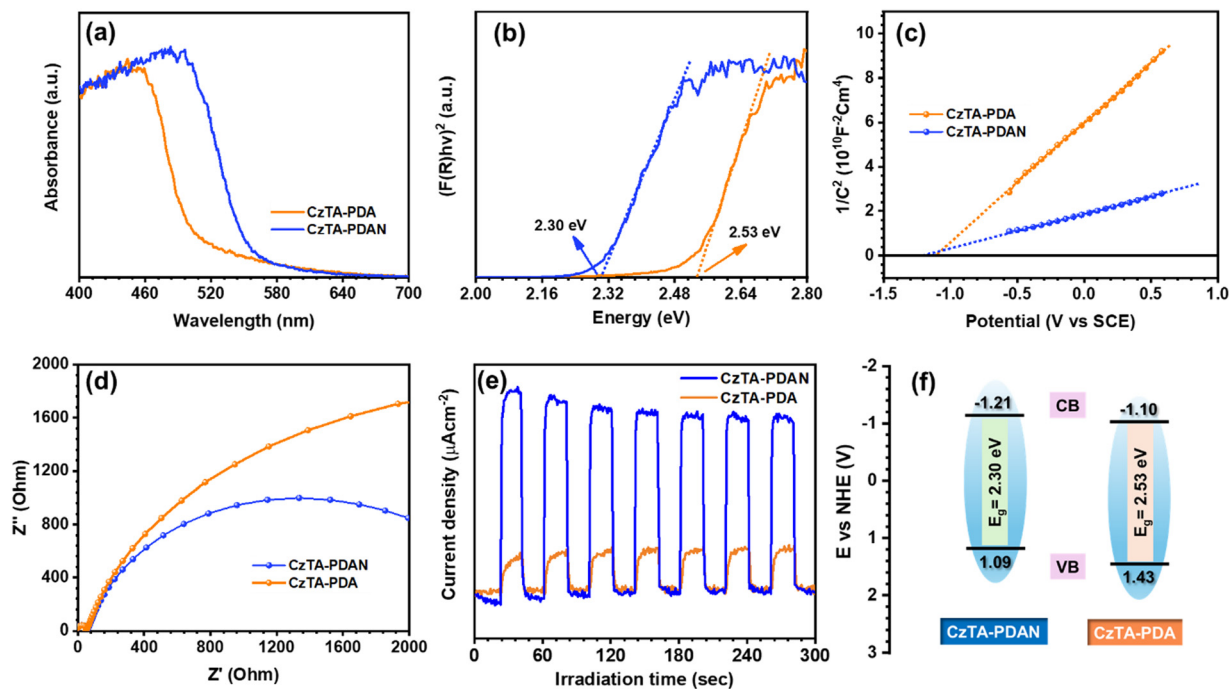 (a)
Absorbance (a.u.)
CzTA-PDA
CzTA-PDAN
400 460 520 580 640 700
Wavelength (nm)
(b)
(F(R)hv)² (a.u.)
2.30 eV
2.53 eV
2.00 2.16 2.32 2.48 2.64 2.80
Energy (eV)
(c)
1/C² (10¹⁰F⁻²Cm⁴)
10
8
6
4
2
0
CzTA-PDA
CzTA-PDAN
-1.5 -1.0 -0.5 0.0 0.5 1.0
Potential (V vs SCE)
(d)
Z'' (Ohm)
2000
1600
1200
800
400
0
CzTA-PDAN
CzTA-PDA
0 400 800 1200 1600 2000
Z' (Ohm)
(e)
Current density (μAcm⁻²)
CzTA-PDAN
CzTA-PDA
0 60 120 180 240 300
Irradiation time (sec)
(f)
E vs NHE (V)
-2
-1
0
1
2
3
-1.21
CB
-1.10
E_g = 2.30 eV
E_g = 2.53 eV
1.09
VB
1.43
CzTA-PDAN
CzTA-PDA